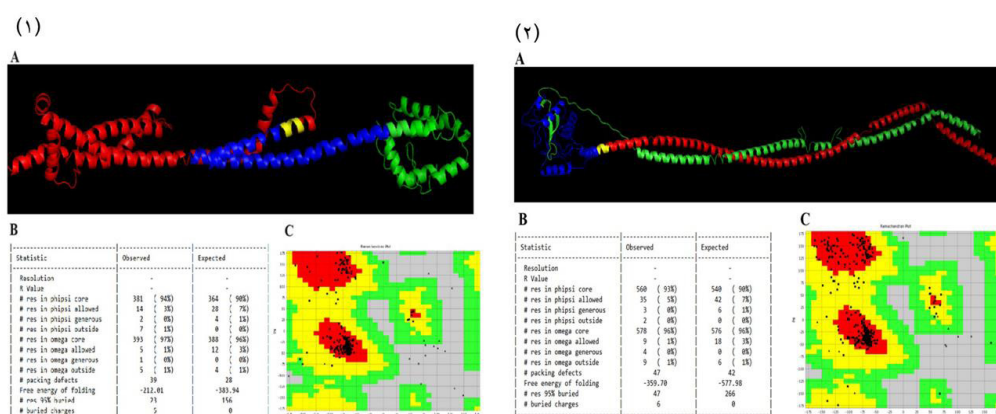 (۱)
A
B
C
Statistic | Observed | Expected
Resolution | - | -
R Value | - | -
# res in phipsi core | 381 ( 94%) | 364 ( 90%)
# res in phipsi allowed | 14 ( 3%) | 28 ( 7%)
# res in phipsi generous | 2 ( 0%) | 4 ( 1%)
# res in phipsi outside | 7 ( 1%) | 0 ( 0%)
# res in omega core | 393 ( 97%) | 388 ( 96%)
# res in omega allowed | 5 ( 1%) | 12 ( 3%)
# res in omega generous | 1 ( 0%) | 0 ( 0%)
# res in omega outside | 5 ( 1%) | 4 ( 1%)
# packing defects | 39 | 28
Free energy of folding | -212.01 | -383.94
# res 95% buried | 23 | 156
# buried charges | 5 | 0
Ramachandran Plot
(۲)
A
B
C
Statistic | Observed | Expected
Resolution | - | -
R Value | - | -
# res in phipsi core | 560 ( 93%) | 540 ( 90%)
# res in phipsi allowed | 35 ( 5%) | 42 ( 7%)
# res in phipsi generous | 3 ( 0%) | 6 ( 1%)
# res in phipsi outside | 2 ( 0%) | 0 ( 0%)
# res in omega core | 578 ( 96%) | 576 ( 96%)
# res in omega allowed | 9 ( 1%) | 18 ( 3%)
# res in omega generous | 4 ( 0%) | 0 ( 0%)
# res in omega outside | 9 ( 1%) | 6 ( 1%)
# packing defects | 47 | 42
Free energy of folding | -359.70 | -577.98
# res 95% buried | 47 | 266
# buried charges | 6 | 0
Ramachandran Plot